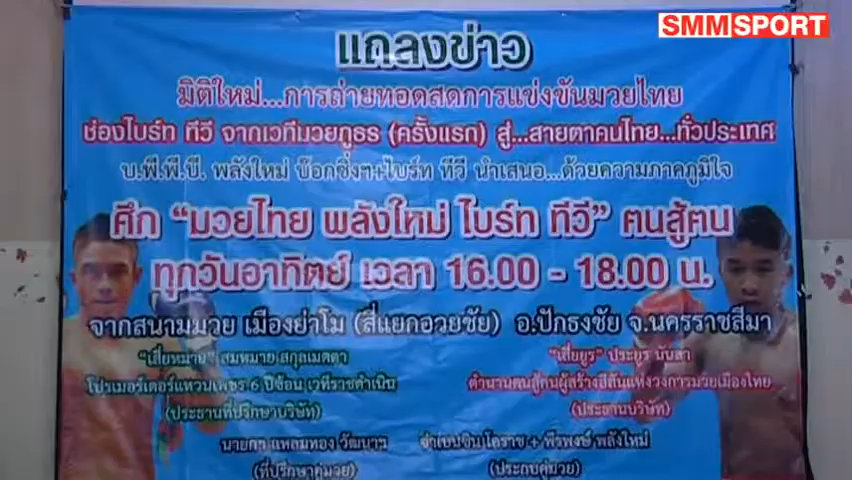 SMMSPORT
แถลงข่าว
มิติใหม่...การถ่ายทอดสดการแข่งขันมวยไทย
ช่องไบร์ท ทีวี จากเวทีมวยภูธร (ครั้งแรก) สู่...สายตาคนไทย...ทั่วประเทศ
บ.พี.พี.บี. พลังใหม่ บ๊อกซิ่งฯ+ไบร์ท ทีวี นำเสนอ...ด้วยความภาคภูมิใจ
ศึก "มวยไทย พลังใหม่ ไบร์ท ทีวี" ฅนสู้ฅน
ทุกวันอาทิตย์ เวลา 16.00 - 18.00 น.
จากสนามมวย เมืองย่าโม (สี่แยกอวยชัย) อ.ปักธงชัย จ.นครราชสีมา
"เสี่ยหมาย" สมหมาย สกุลเมตตา
โปรเมอร์เตอร์แหวนเพชร 6 ปีซ้อน เวทีราชดำเนิน
(ประธานที่ปรึกษาบริษัท)
"เสี่ยยูร" ประยูร
ตำนานฅนสู้ฅนผู้สร้างสีสันแห่งวงการมวยเมืองไทย
(ประธานบริษัท)
แหลมทอง วัฒนาฯ
(ที่ปรึกษาคู่มวย)
โคราช + พีรพงษ์ พลังใหม่
(ประกบคู่มวย)